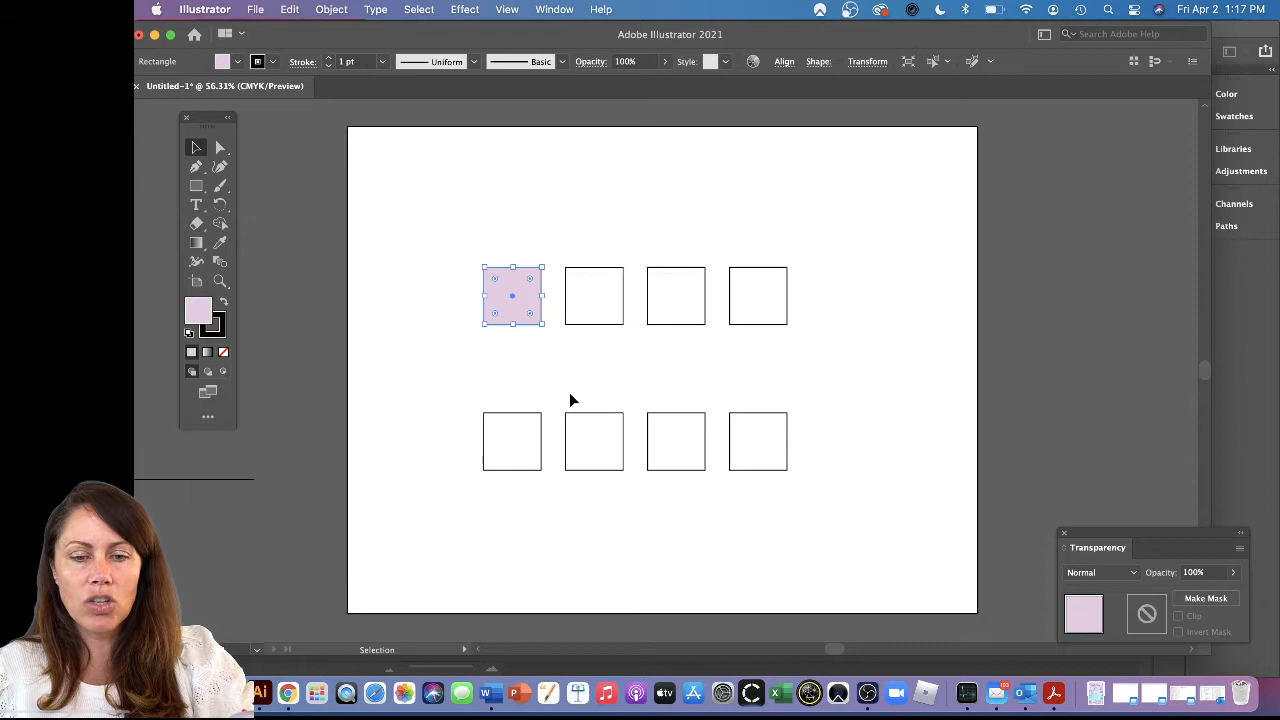 Illustrator File Edit Object Type Select Effect View Window Help Fri Apr 2 1:17 PM
Adobe Illustrator 2021 Search Adobe Help
Rectangle Stroke: 1 pt Uniform Basic Opacity: 100% Style: Align Shape: Transform
Untitled-1* @ 56.31% (CMYK/Preview)
Color
Swatches
Libraries
Adjustments
Channels
Paths
Transparency
Normal Opacity: 100%
Make Mask
Clip
Invert Mask
Selection